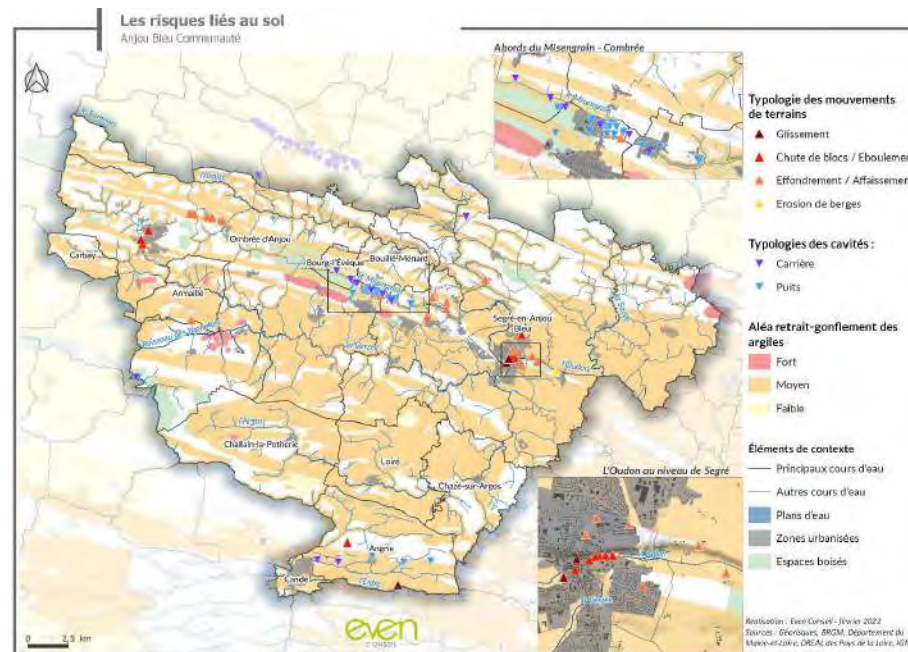 Les risques liés au sol
Anjou Bleu Communauté
Abords du Misengrain - Combrée
Typologie des mouvements
de terrains
Glissement
Chute de blocs / Eboulement
Effondrement / Affaissement
Erosion de berges
Typologies des cavités :
Carrière
Puits
Aléa retrait-gonflement des
argiles
Fort
Moyen
Faible
Éléments de contexte
Principaux cours d'eau
Autres cours d'eau
Plans d'eau
Zones urbanisées
Espaces boisés
Ombrée d'Anjou
Bouillé-Ménard
Bourg-l'Évêque
Carbay
Armaillé
Segré-en-Anjou
Bleu
l'Oudon
Challain-la-Potherie
Loiré
Chazé-sur-Argos
Angrie
Candé
L'Oudon au niveau de Segré
even
CONSEIL
0 2,5 km
Réalisation : Even-Conseil - février 2023
Sources : Géorisques, BRGM, Département du
Maine-et-Loire, DREAL des Pays de la Loire, IGN